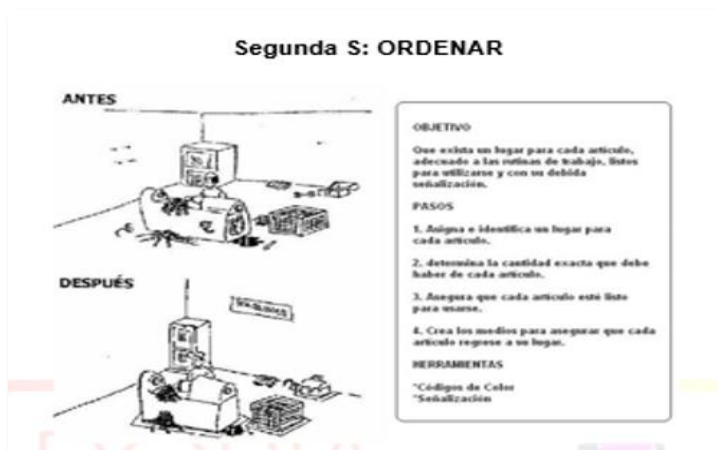 Segunda S: ORDENAR
ANTES
DESPUÉS
OBJETIVO
Que exista un lugar para cada artículo,
adecuado a las rutinas de trabajo, listos
para utilizarse y con su debida
señalización.
PASOS
1. Asigna e identifica un lugar para
cada artículo.
2. determina la cantidad exacta que debe
haber de cada artículo.
3. Asegura que cada artículo esté listo
para usarse.
4. Crea los medios para asegurar que cada
artículo regrese a su lugar.
HERRAMIENTAS
*Códigos de Color
*Señalización